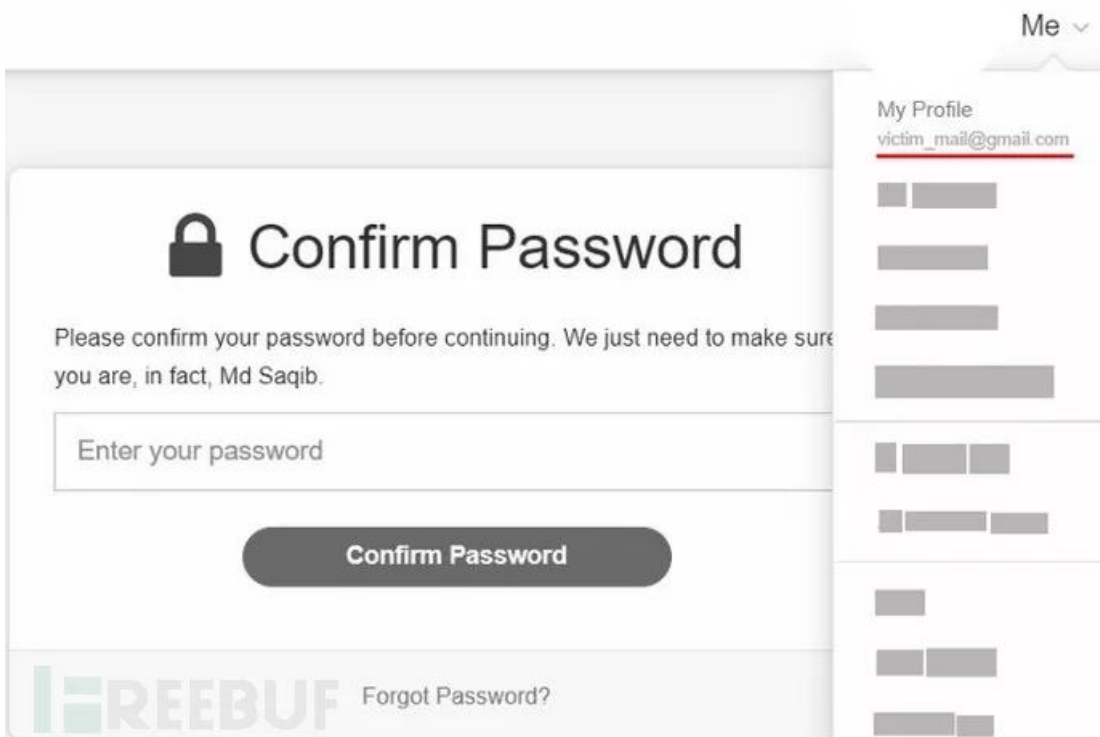 Me
My Profile
victim_mail@gmail.com
Confirm Password
Please confirm your password before continuing. We just need to make sure
you are, in fact, Md Saqib.
Enter your password
Confirm Password
Forgot Password?
FREEBUF